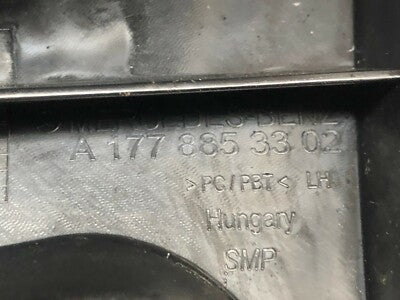 MERCEDES-BENZ
A 177 885 33 02
>PC/PBT< LH
Hungary
SMP